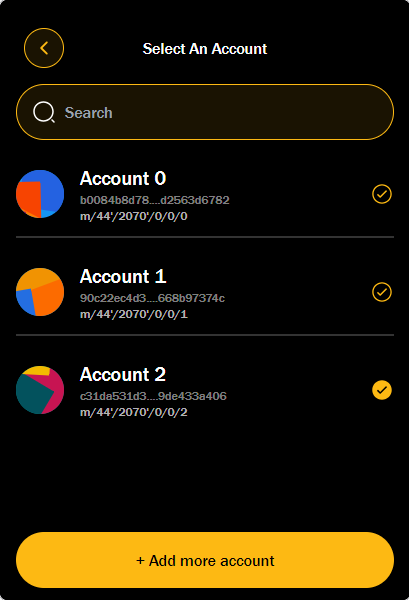 Select An Account
Search
Account 0
b0084b8d78....d2563d6782
m/44'/2070'/0/0/0
Account 1
90c22ec4d3....668b97374c
m/44'/2070'/0/0/1
Account 2
c31da531d3....9de433a406
m/44'/2070'/0/0/2
+ Add more account